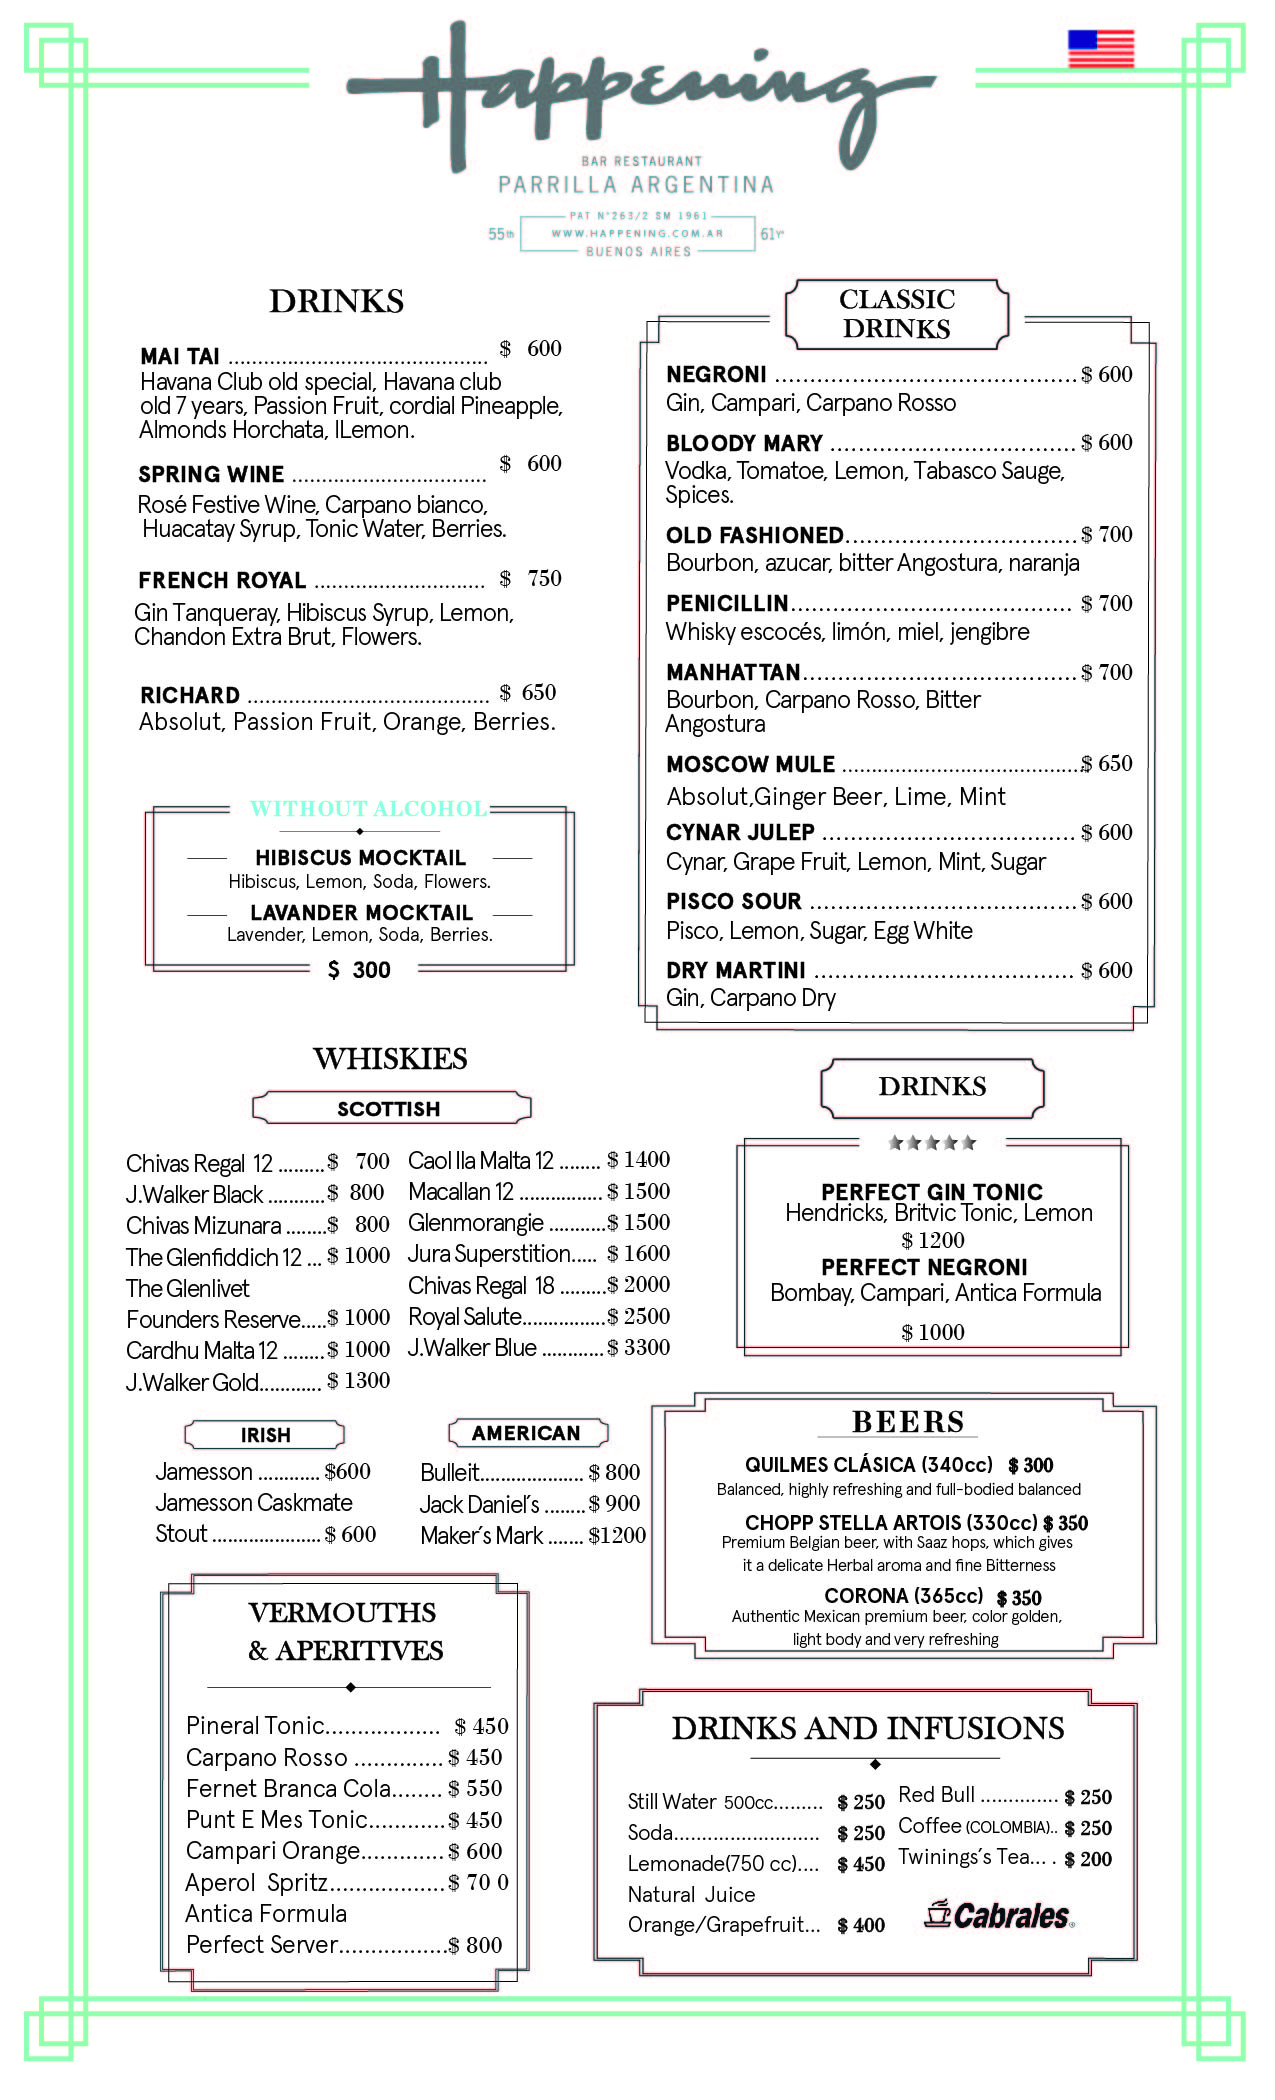 Happening
BAR RESTAURANT
PARRILLA ARGENTINA
PAT N°263/2 SM 1961
55th WWW.HAPPENING.COM.AR 61Yº
BUENOS AIRES
DRINKS
MAI TAI ............................................ $ 600
Havana Club old special, Havana club
old 7 years, Passion Fruit, cordial Pineapple,
Almonds Horchata, lLemon.
SPRING WINE ................................. $ 600
Rosé Festive Wine, Carpano bianco,
Huacatay Syrup, Tonic Water, Berries.
FRENCH ROYAL ............................. $ 750
Gin Tanqueray, Hibiscus Syrup, Lemon,
Chandon Extra Brut, Flowers.
RICHARD ......................................... $ 650
Absolut, Passion Fruit, Orange, Berries.
WITHOUT ALCOHOL
HIBISCUS MOCKTAIL
Hibiscus, Lemon, Soda, Flowers.
LAVANDER MOCKTAIL
Lavender, Lemon, Soda, Berries.
$ 300
CLASSIC
DRINKS
NEGRONI ........................................... $ 600
Gin, Campari, Carpano Rosso
BLOODY MARY ................................... $ 600
Vodka, Tomatoe, Lemon, Tabasco Sauge,
Spices.
OLD FASHIONED................................. $ 700
Bourbon, azucar, bitter Angostura, naranja
PENICILLIN........................................ $ 700
Whisky escocés, limón, miel, jengibre
MANHATTAN....................................... $ 700
Bourbon, Carpano Rosso, Bitter
Angostura
MOSCOW MULE .........................................$ 650
Absolut,Ginger Beer, Lime, Mint
CYNAR JULEP .................................... $ 600
Cynar, Grape Fruit, Lemon, Mint, Sugar
PISCO SOUR ...................................... $ 600
Pisco, Lemon, Sugar, Egg White
DRY MARTINI ..................................... $ 600
Gin, Carpano Dry
WHISKIES
SCOTTISH
Chivas Regal 12 .........$ 700
J.Walker Black ...........$ 800
Chivas Mizunara ........$ 800
The Glenfiddich 12 ... $ 1000
The Glenlivet
Founders Reserve.....$ 1000
Cardhu Malta 12 ........$ 1000
J.Walker Gold............ $ 1300
Caol lla Malta 12 ........ $ 1400
Macallan 12 ................ $ 1500
Glenmorangie ...........$ 1500
Jura Superstition..... $ 1600
Chivas Regal 18 .........$ 2000
Royal Salute................$ 2500
J.Walker Blue ............$ 3300
IRISH
Jamesson ............ $600
Jamesson Caskmate
Stout ..................... $ 600
AMERICAN
Bulleit.................... $ 800
Jack Daniel´s ........$ 900
Maker´s Mark ....... $1200
DRINKS
PERFECT GIN TONIC
Hendricks, Britvic Tonic, Lemon
$ 1200
PERFECT NEGRONI
Bombay, Campari, Antica Formula
$ 1000
BEERS
QUILMES CLÁSICA (340cc) $ 300
Balanced, highly refreshing and full-bodied balanced
CHOPP STELLA ARTOIS (330cc) $ 350
Premium Belgian beer, with Saaz hops, which gives
it a delicate Herbal aroma and fine Bitterness
CORONA (365cc) $ 350
Authentic Mexican premium beer, color golden,
light body and very refreshing
VERMOUTHS
& APERITIVES
Pineral Tonic.................. $ 450
Carpano Rosso ..............$ 450
Fernet Branca Cola........ $ 550
Punt E Mes Tonic............$ 450
Campari Orange.............$ 600
Aperol Spritz..................$ 70 0
Antica Formula
Perfect Server.................$ 800
DRINKS AND INFUSIONS
Still Water 500cc......... $ 250
Soda.......................... $ 250
Lemonade(750 cc).... $ 450
Natural Juice
Orange/Grapefruit... $ 400
Red Bull .............. $ 250
Coffee (COLOMBIA).. $ 250
Twinings´s Tea... . $ 200
Cabrales